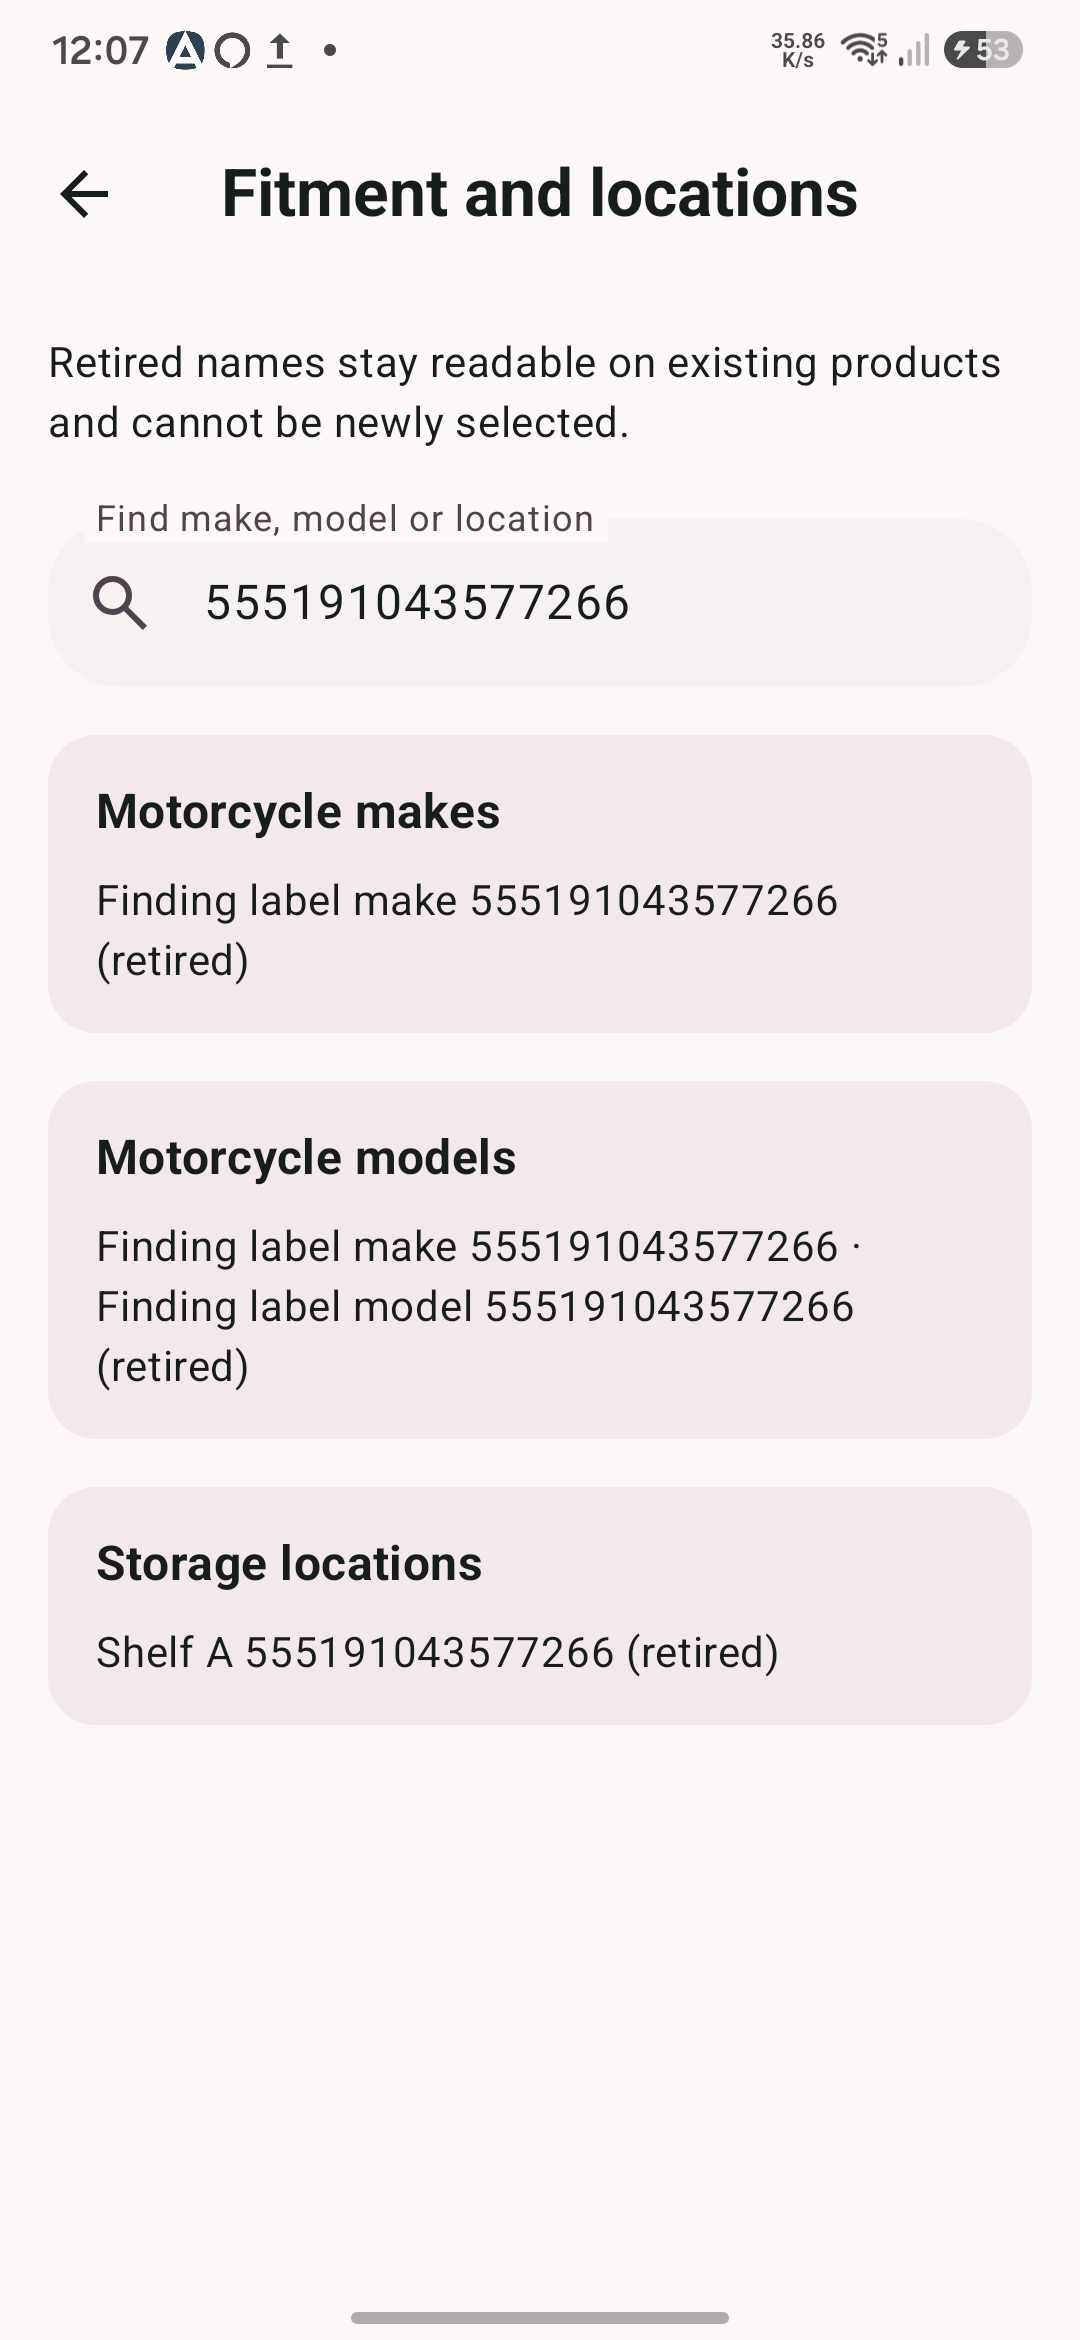 12:07
35.86
K/s
5
53
Fitment and locations
Retired names stay readable on existing products
and cannot be newly selected.
Find make, model or location
555191043577266
Motorcycle makes
Finding label make 555191043577266
(retired)
Motorcycle models
Finding label make 555191043577266 ·
Finding label model 555191043577266
(retired)
Storage locations
Shelf A 555191043577266 (retired)